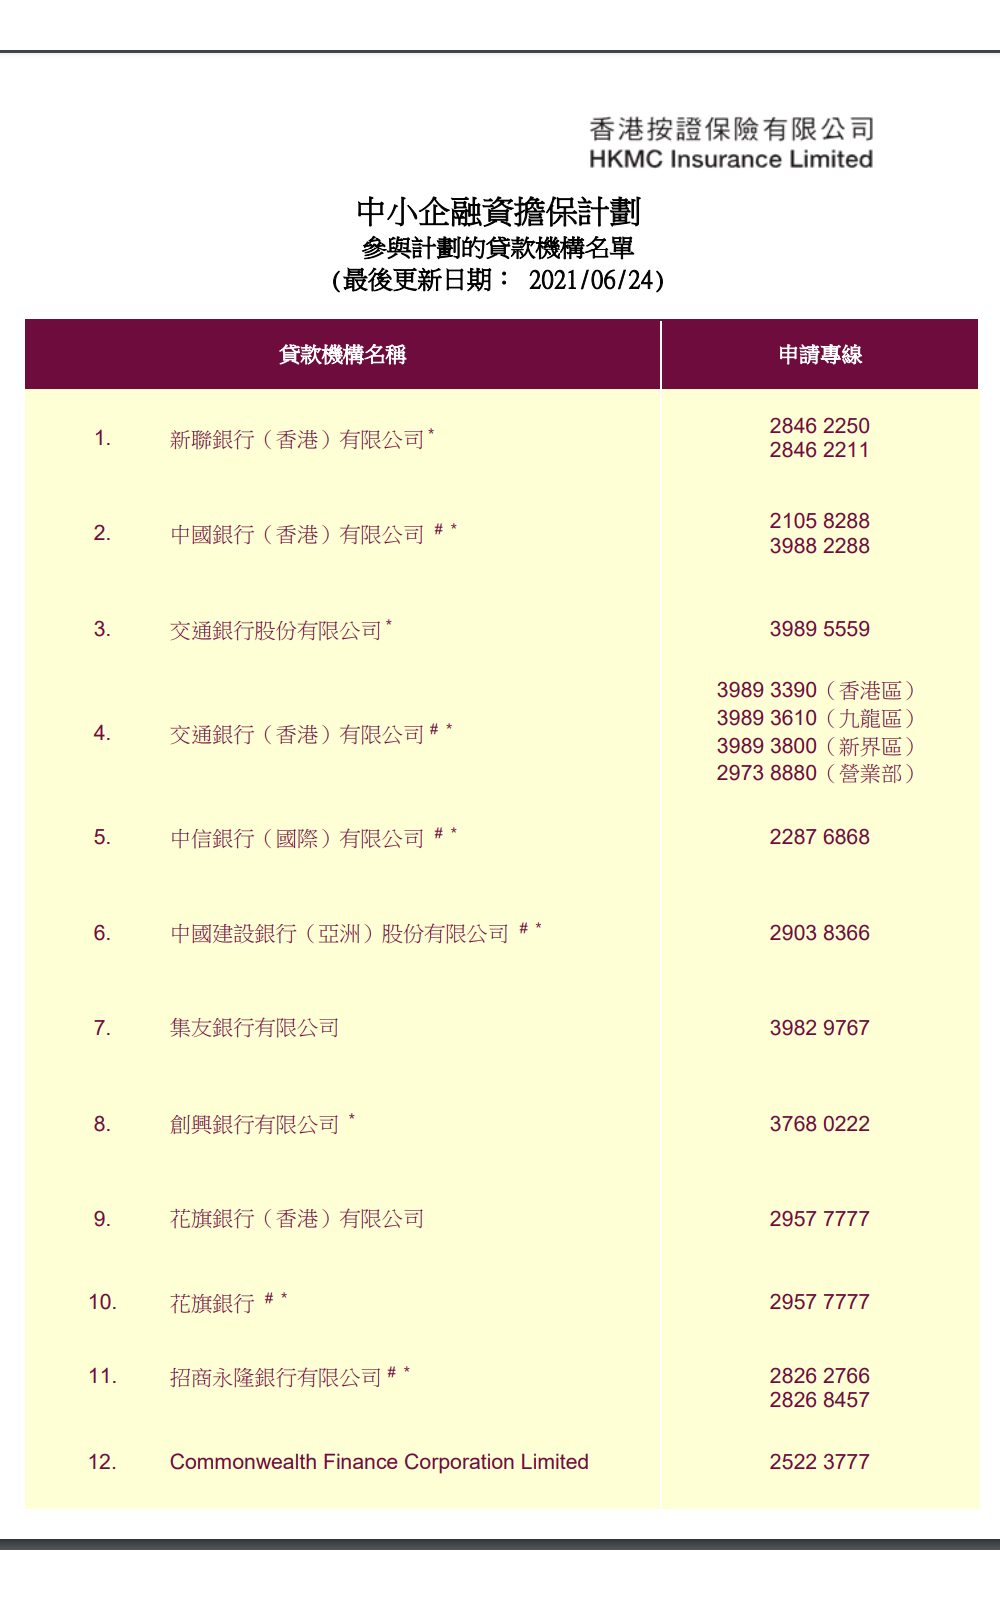 香港按證保險有限公司
HKMC Insurance Limited
中小企融資擔保計劃
參與計劃的貸款機構名單
(最後更新日期： 2021/06/24)
貸款機構名稱 申請專線
1. 新聯銀行（香港）有限公司* 2846 2250
2846 2211
2. 中國銀行（香港）有限公司 # * 2105 8288
3988 2288
3. 交通銀行股份有限公司* 3989 5559
4. 交通銀行（香港）有限公司# * 3989 3390（香港區）
3989 3610（九龍區）
3989 3800（新界區）
2973 8880（營業部）
5. 中信銀行（國際）有限公司 # * 2287 6868
6. 中國建設銀行（亞洲）股份有限公司 # * 2903 8366
7. 集友銀行有限公司 3982 9767
8. 創興銀行有限公司 * 3768 0222
9. 花旗銀行（香港）有限公司 2957 7777
10. 花旗銀行 # * 2957 7777
11. 招商永隆銀行有限公司# * 2826 2766
2826 8457
12. Commonwealth Finance Corporation Limited 2522 3777